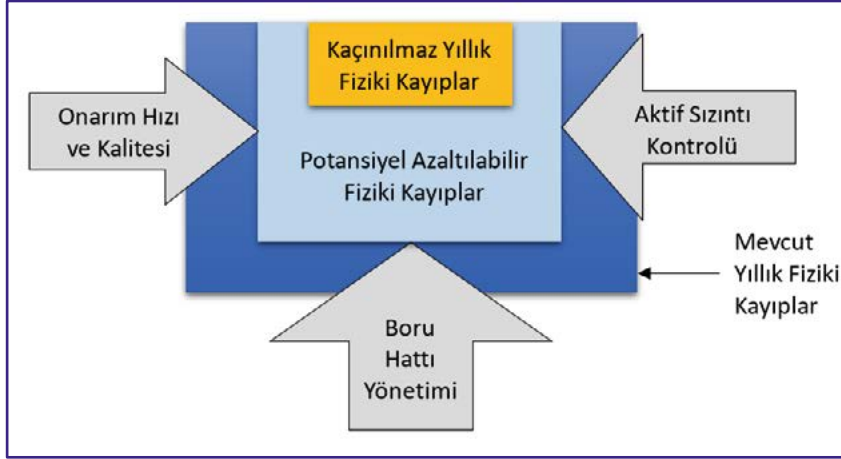 Kaçınılmaz Yıllık
Fiziki Kayıplar
Onarım Hızı
ve Kalitesi
Aktif Sızıntı
Kontrolü
Potansiyel Azaltılabilir
Fiziki Kayıplar
Mevcut
Yıllık Fiziki
Kayıplar
Boru
Hattı
Yönetimi